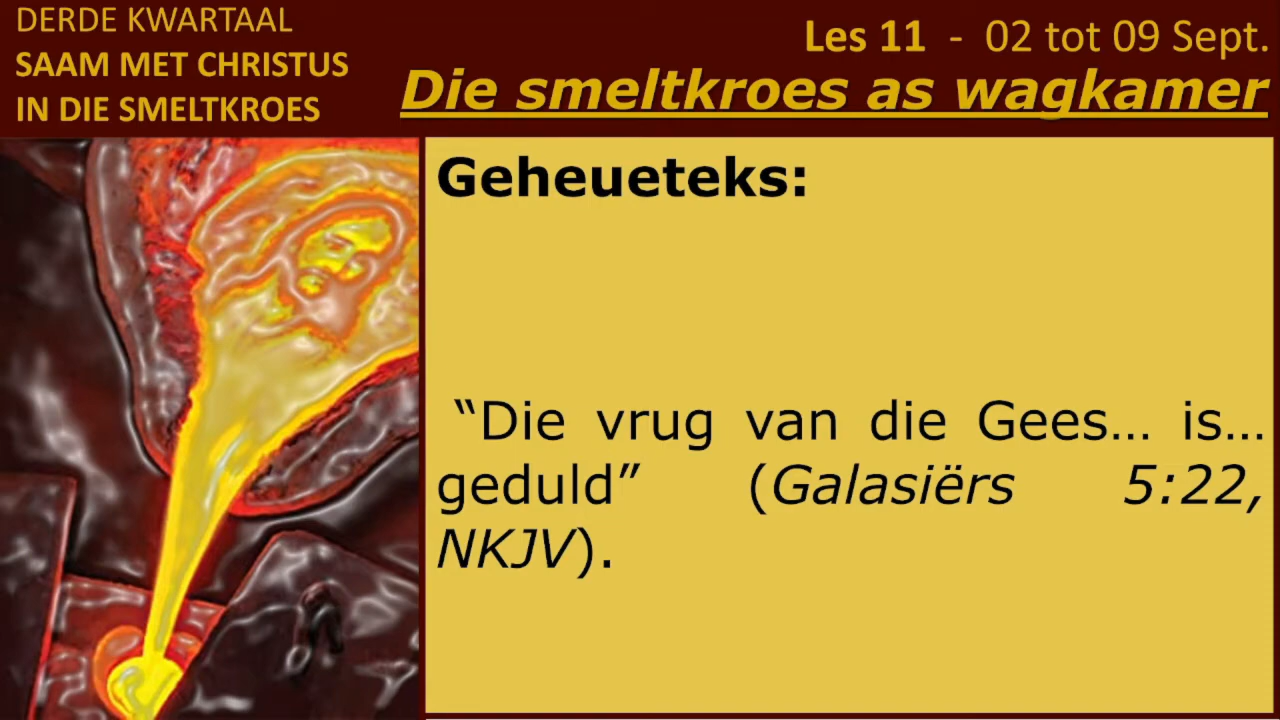 DERDE KWARTAAL
SAAM MET CHRISTUS
IN DIE SMELTKROES
Les 11 - 02 tot 09 Sept.
Die smeltkroes as wagkamer
Geheueteks:
“Die vrug van die Gees… is…
geduld” (Galasiërs 5:22,
NKJV).